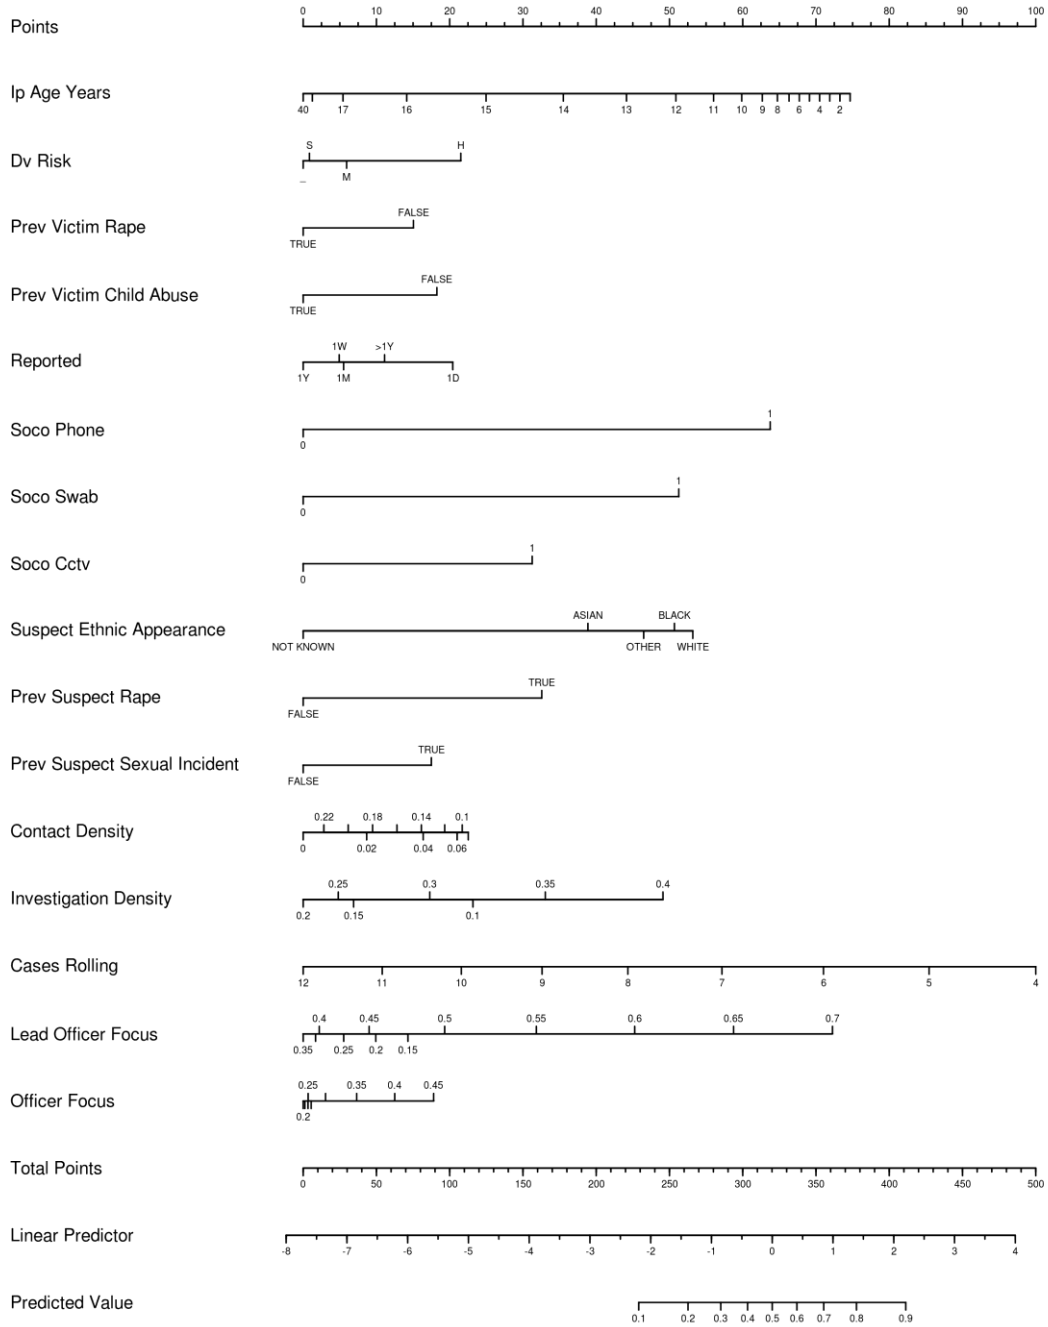 0 10 20 30 40 50 60 70 80 90 100
Points
Ip Age Years
40 17 16 15 14 13 12 11 10 9 8 6 4 2
S H
Dv Risk
_ M
FALSE
Prev Victim Rape
TRUE
FALSE
Prev Victim Child Abuse
TRUE
1W >1Y
Reported
1Y 1M 1D
1
Soco Phone
0
1
Soco Swab
0
1
Soco Cctv
0
ASIAN BLACK
Suspect Ethnic Appearance
NOT KNOWN OTHER WHITE
TRUE
Prev Suspect Rape
FALSE
TRUE
Prev Suspect Sexual Incident
FALSE
0.22 0.18 0.14 0.1
Contact Density
0 0.02 0.04 0.06
0.25 0.3 0.35 0.4
Investigation Density
0.2 0.15 0.1
Cases Rolling
12 11 10 9 8 7 6 5 4
0.4 0.45 0.5 0.55 0.6 0.65 0.7
Lead Officer Focus
0.35 0.25 0.2 0.15
0.25 0.35 0.4 0.45
Officer Focus
0.2
Total Points
0 50 100 150 200 250 300 350 400 450 500
Linear Predictor
-8 -7 -6 -5 -4 -3 -2 -1 0 1 2 3 4
Predicted Value
0.1 0.2 0.3 0.4 0.5 0.6 0.7 0.8 0.9